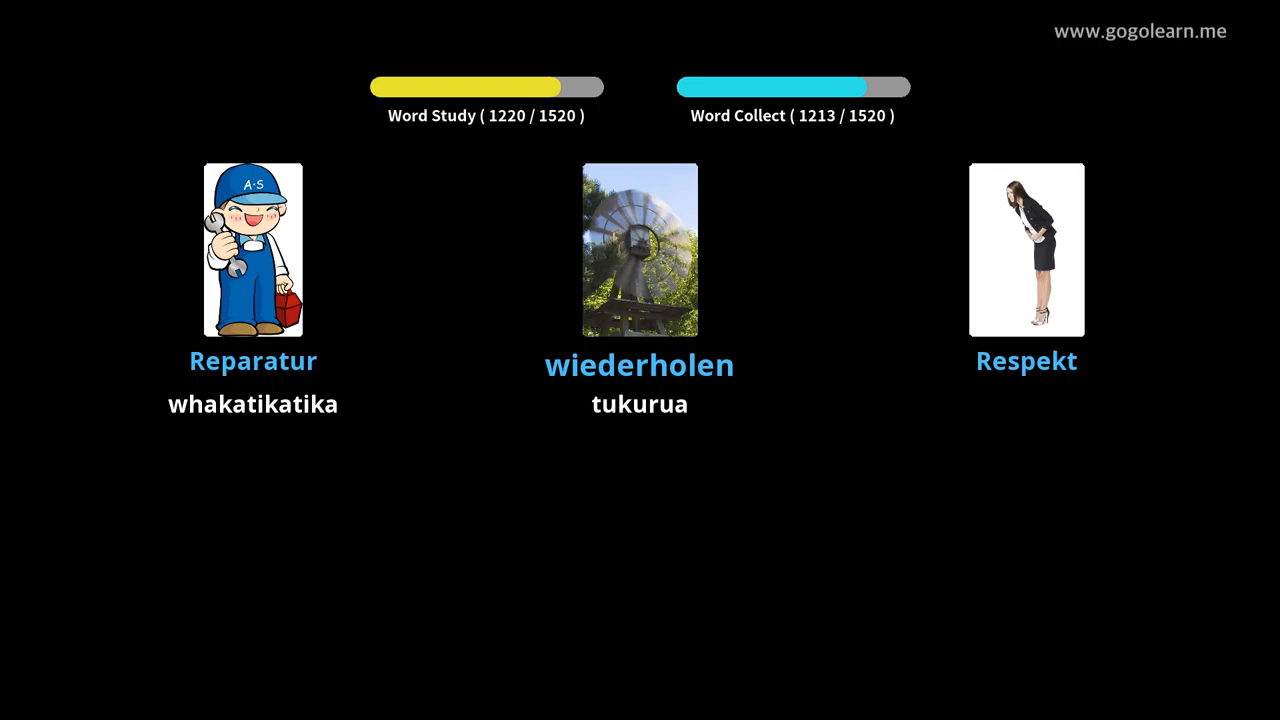 www.gogolearn.me
Word Study ( 1220 / 1520 )
Word Collect ( 1213 / 1520 )
A·S
Reparatur
wiederholen
Respekt
whakatikatika
tukurua